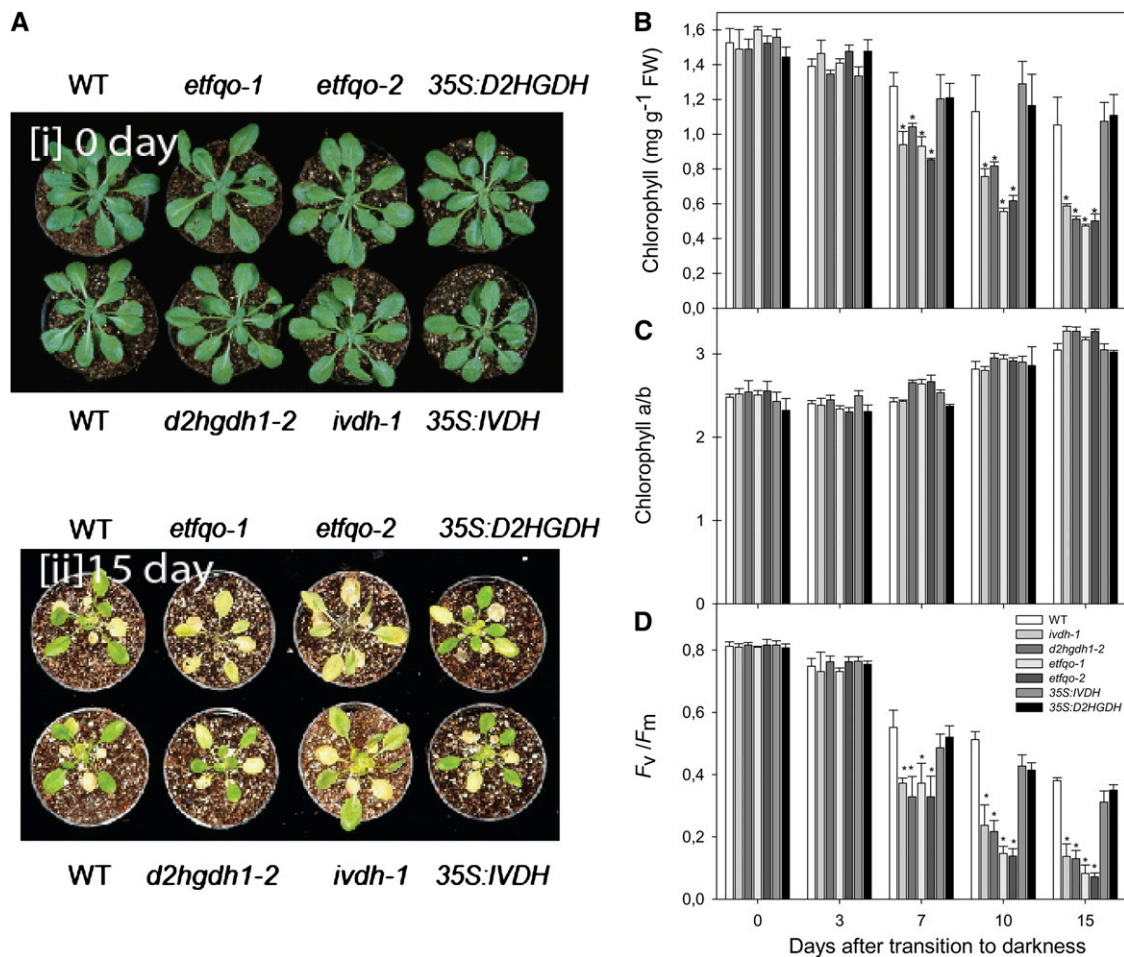 A
WT etfqo-1 etfqo-2 35S:D2HGDH
[i] 0 day
WT d2hgdh1-2 ivdh-1 35S:IVDH
WT etfqo-1 etfqo-2 35S:D2HGDH
[ii]15 day
WT d2hgdh1-2 ivdh-1 35S:IVDH
B
Chlorophyll (mg g-1 FW)
1,6
1,4
1,2
1,0
0,8
0,6
0,4
0,2
0,0
* * * *
* * * *
* * * *
C
Chlorophyll a/b
3
2
1
0
D
Fv/Fm
0,8
0,6
0,4
0,2
0,0
** * *
* * * *
* * * *
WT
ivdh-1
d2hgdh1-2
etfqo-1
etfqo-2
35S:IVDH
35S:D2HGDH
0 3 7 10 15
Days after transition to darkness